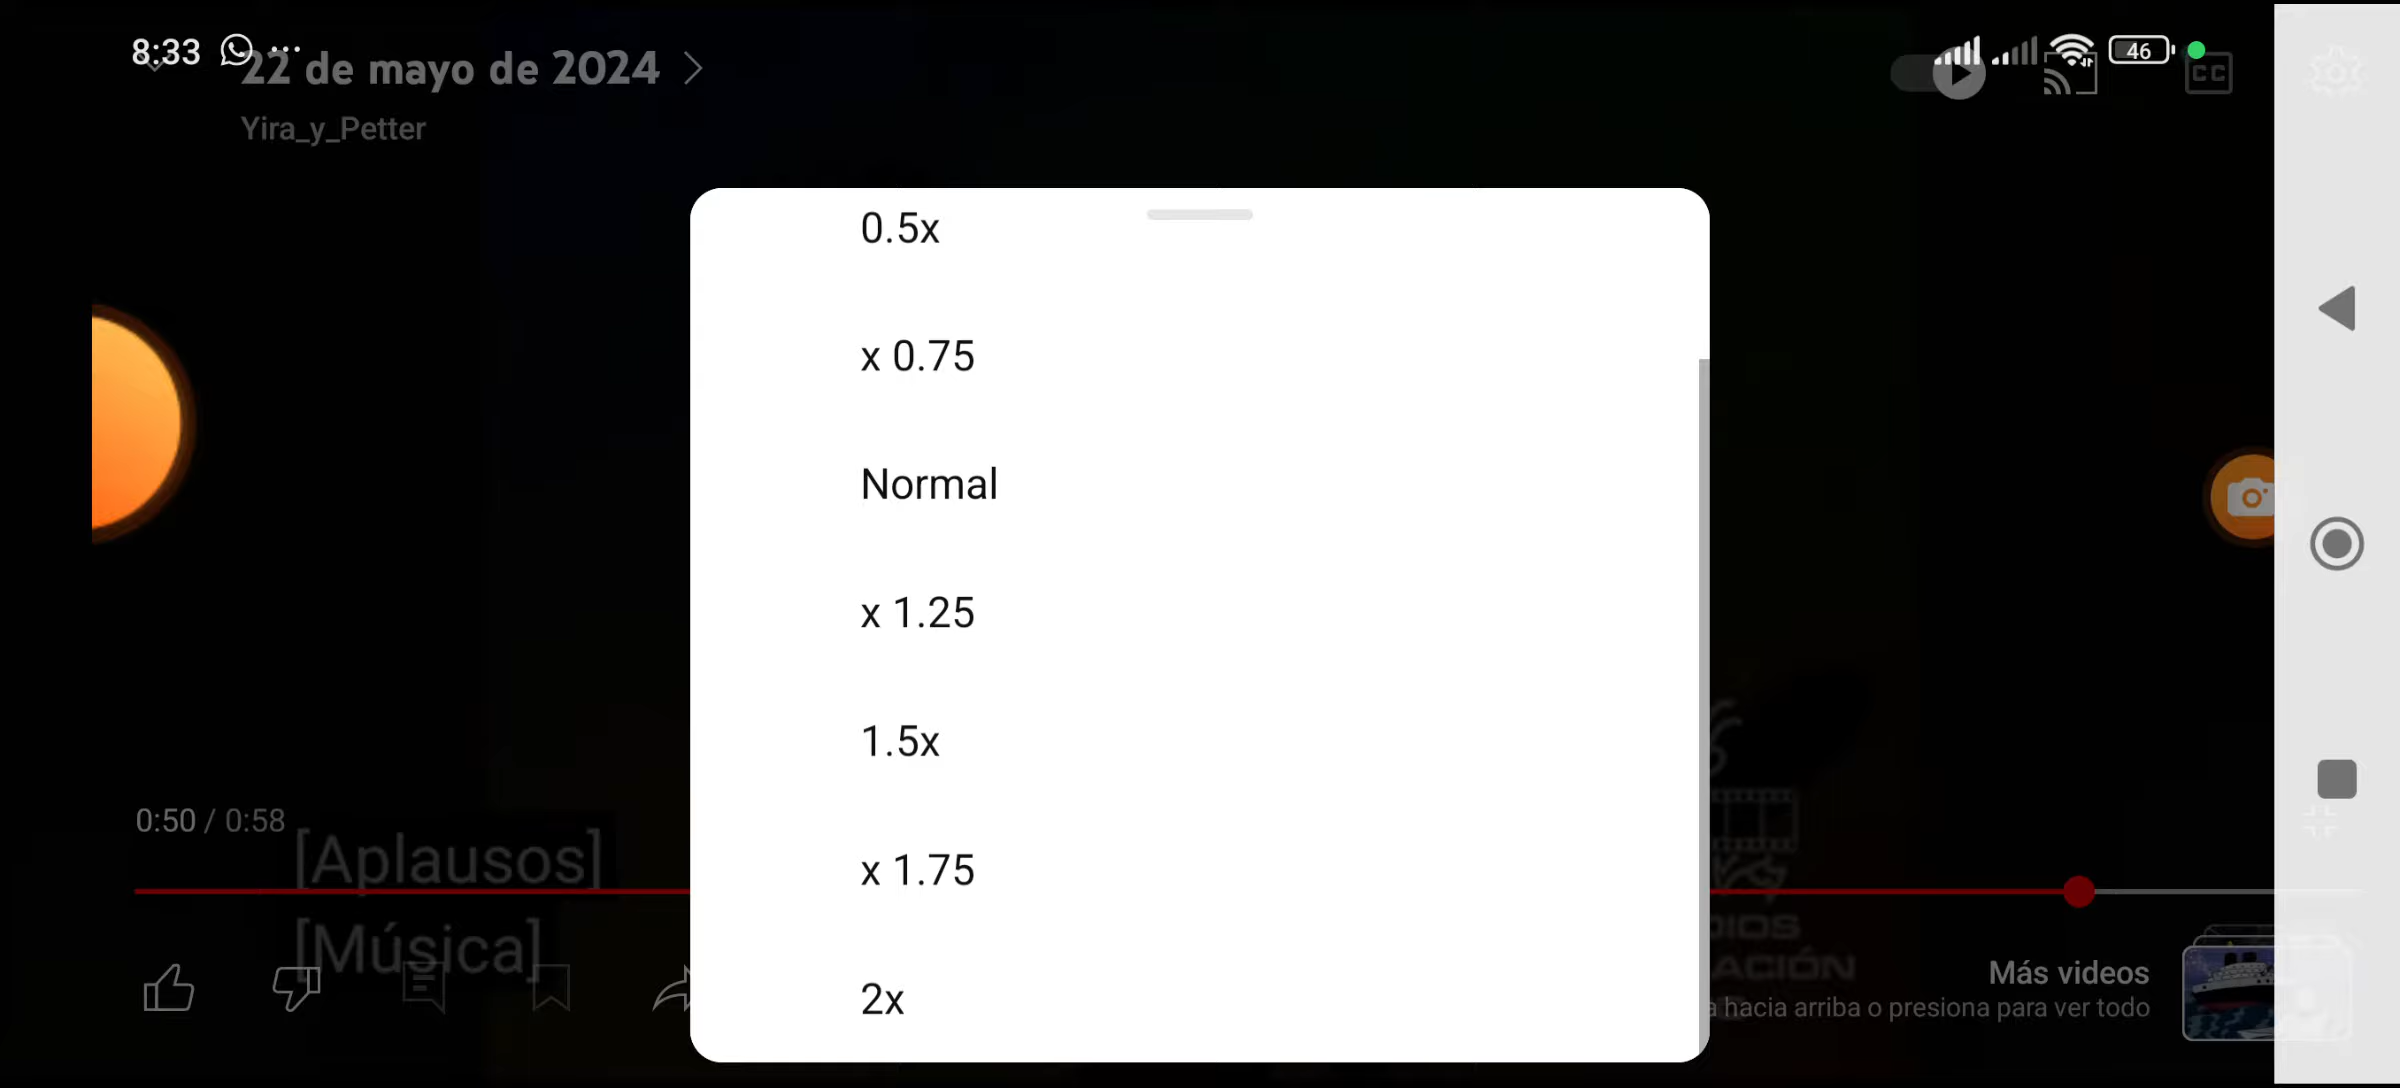 8:33
46
22 de mayo de 2024
CC
Yira_y_Petter
0.5x
x 0.75
Normal
x 1.25
1.5x
0:50 / 0:58
[Aplausos]
x 1.75
[Música]
Más videos
hacia arriba o presiona para ver todo
2x